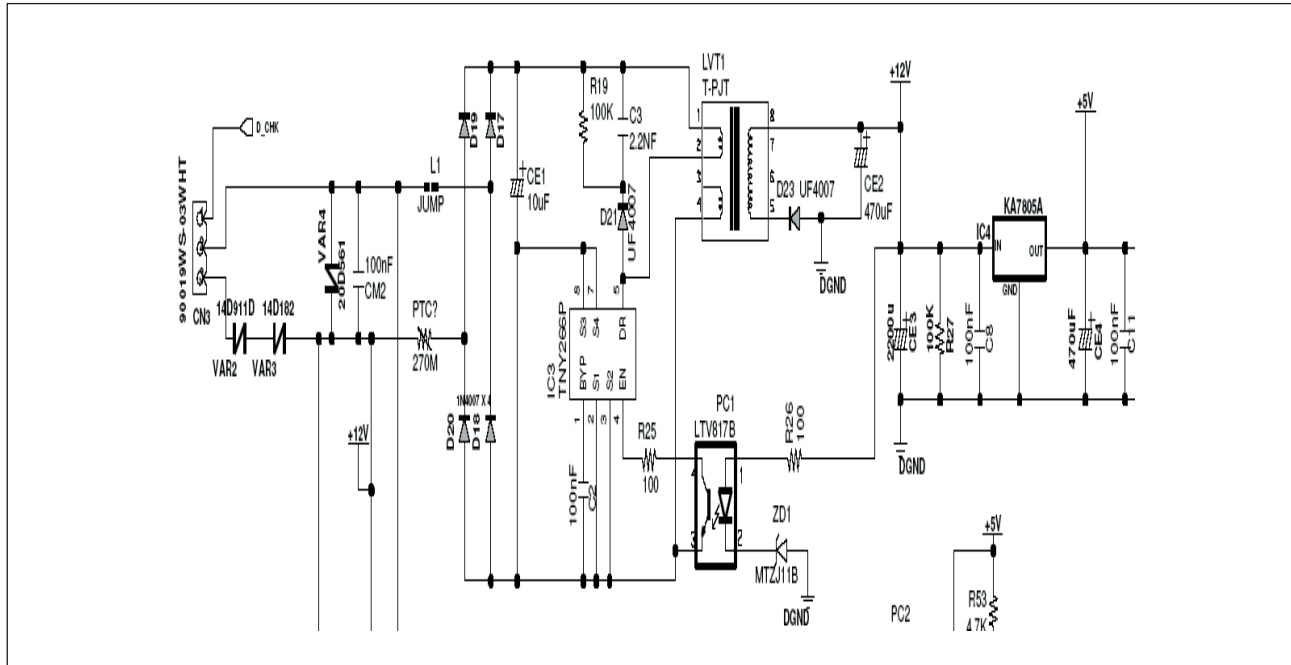 LVT1
T-PJT
+12V
+5V
R19
100K
C3
2.2NF
D_CHK
D19
D17
1
2
3
4
8
7
6
5
L1
JUMP
CE1
10uF
D21
UF4007
D23 UF4007
CE2
470uF
KA7805A
IC4
IN
OUT
GND
DGND
90019WS-03WHT
CN3
VAR4
20D561
100nF
CM2
14D911D
14D182
VAR2
VAR3
PTC?
270M
8
7
5
S3
S4
DR
BYP
S1
S2
EN
IC3
TNY266P
1
2
3
4
2200u
CE3
100K
R27
100nF
C8
470uF
CE4
100nF
C11
1N4007 X 4
D20
D18
+12V
PC1
LTV817B
R26
100
R25
100
4
1
3
2
DGND
100nF
C2
ZD1
MTZJ11B
DGND
+5V
PC2
R53
4.7K